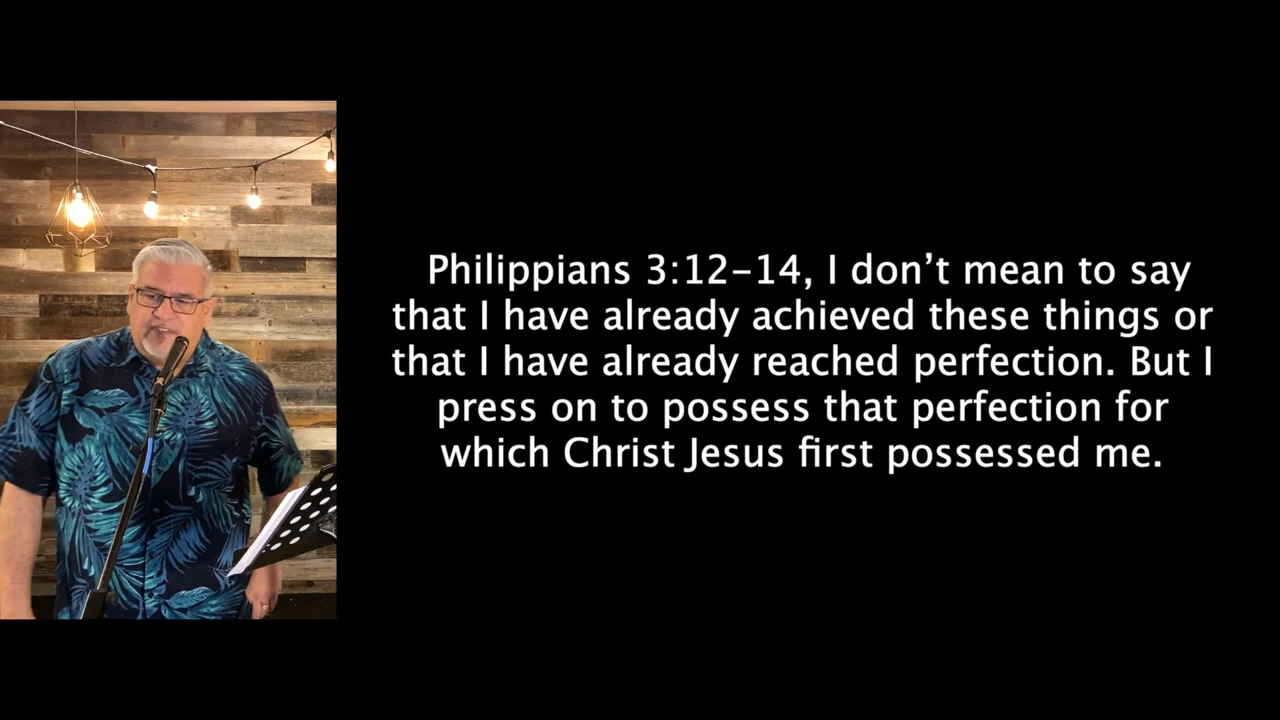 Philippians 3:12–14, I don’t mean to say
that I have already achieved these things or
that I have already reached perfection. But I
press on to possess that perfection for
which Christ Jesus first possessed me.